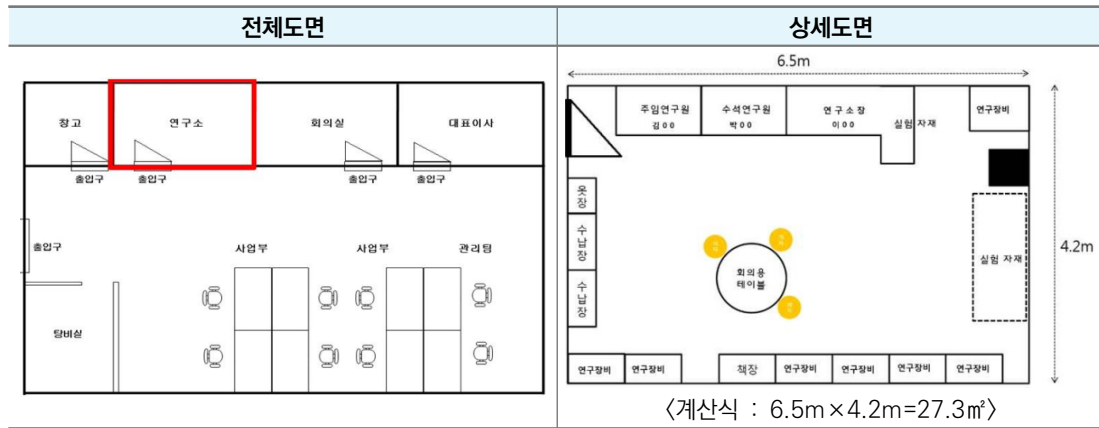 전체도면
상세도면
창고
연구소
회의실
대표이사
출입구
출입구
출입구
출입구
출입구
사업부
사업부
관리팀
탕비실
6.5m
주임연구원
김00
수석연구원
박00
연구소장
이00
실험 자재
연구장비
옷장
수납장
수납장
회의용
테이블
실험 자재
4.2m
연구장비
연구장비
책장
연구장비
연구장비
연구장비
연구장비
〈계산식 : 6.5m×4.2m=27.3㎡〉